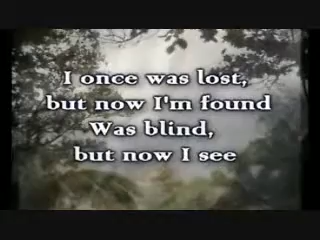 I once was lost,
but now I'm found
Was blind,
but now I see